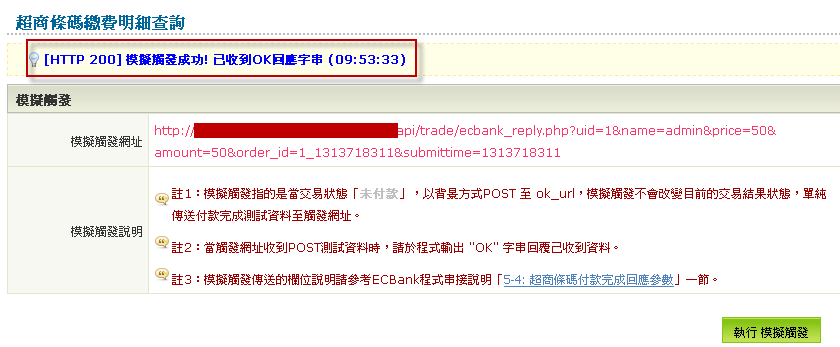 超商條碼繳費明細查詢
[HTTP 200] 模擬觸發成功! 已收到OK回應字串 (09:53:33)
模擬觸發
模擬觸發網址
http://
api/trade/ecbank_reply.php?uid=1&name=admin&price=50&
amount=50&order_id=1_1313718311&submittime=1313718311
模擬觸發說明
註1：模擬觸發指的是當交易狀態「未付款」，以背景方式POST 至 ok_url，模擬觸發不會改變目前的交易結果狀態，單純
傳送付款完成測試資料至觸發網址。
註2：當觸發網址收到POST測試資料時，請於程式輸出 "OK" 字串回覆已收到資料。
註3：模擬觸發傳送的欄位說明請參考ECBank程式串接說明「5-4: 超商條碼付款完成回應參數」一節。
執行 模擬觸發